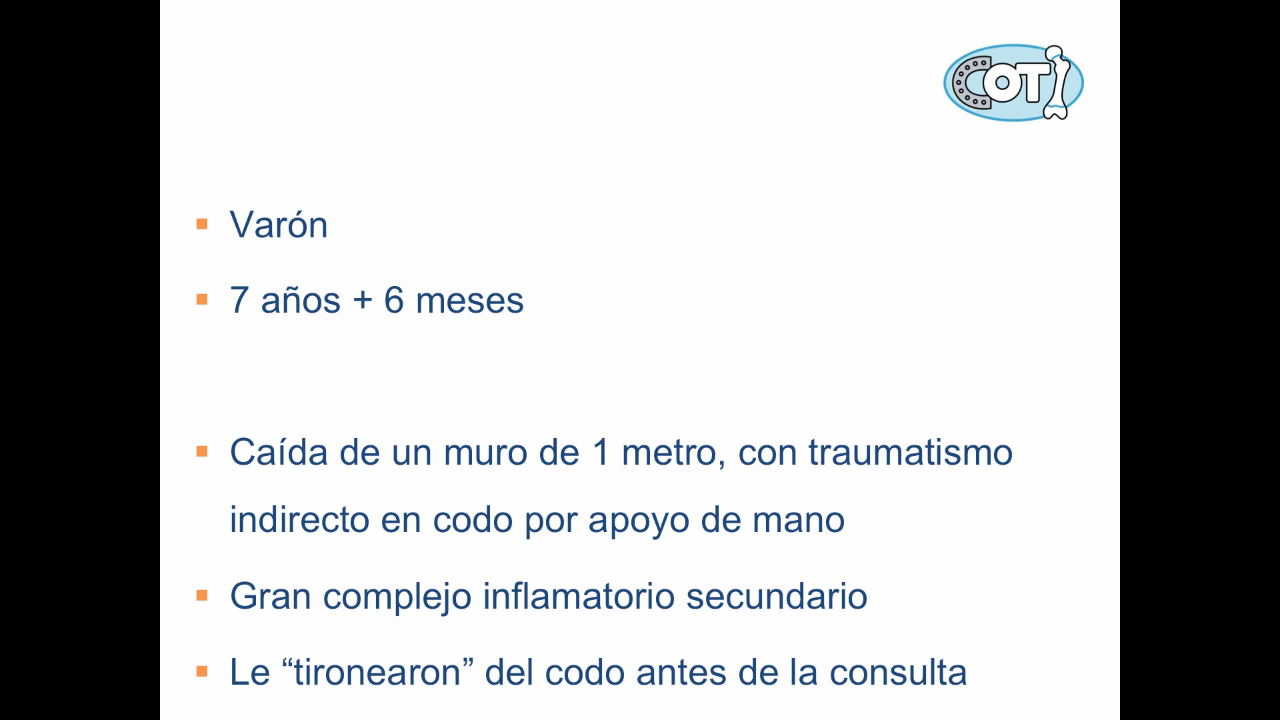 COTI
Varón
7 años + 6 meses
Caída de un muro de 1 metro, con traumatismo
indirecto en codo por apoyo de mano
Gran complejo inflamatorio secundario
Le “tironearon” del codo antes de la consulta